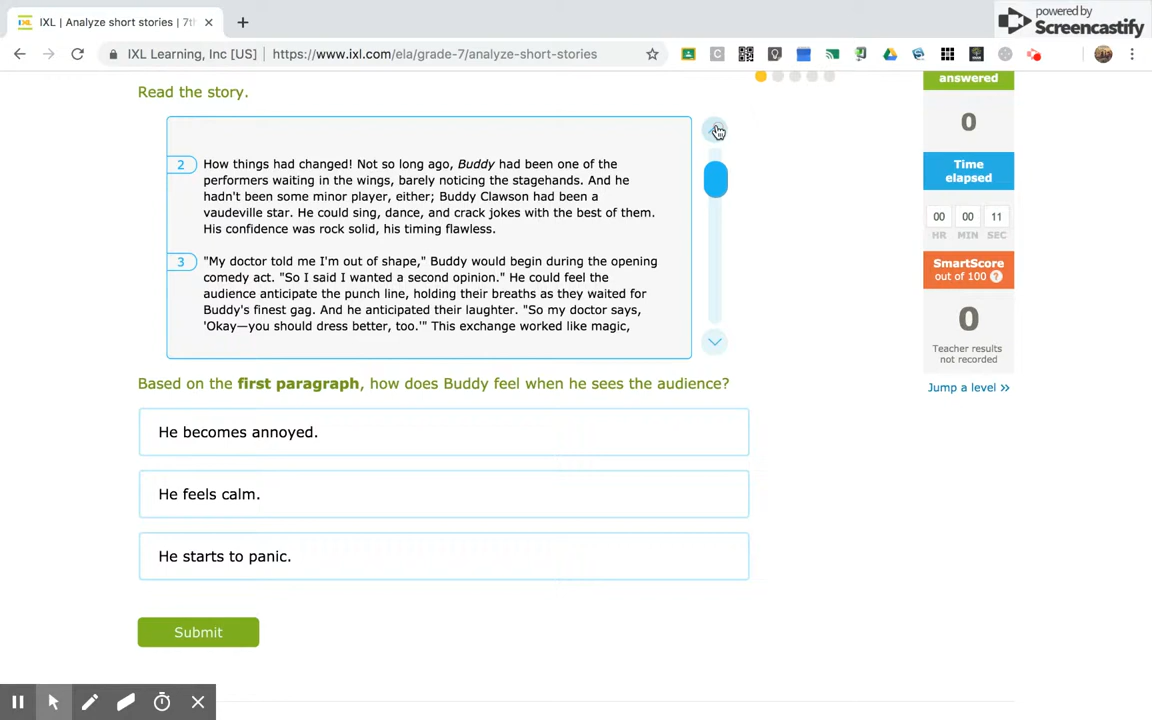 IXL | Analyze short stories | 7th
powered by
Screencastify
IXL Learning, Inc [US] | https://www.ixl.com/ela/grade-7/analyze-short-stories
Read the story.
2 How things had changed! Not so long ago, Buddy had been one of the
performers waiting in the wings, barely noticing the stagehands. And he
hadn't been some minor player, either; Buddy Clawson had been a
vaudeville star. He could sing, dance, and crack jokes with the best of them.
His confidence was rock solid, his timing flawless.
3 "My doctor told me I'm out of shape," Buddy would begin during the opening
comedy act. "So I said I wanted a second opinion." He could feel the
audience anticipate the punch line, holding their breaths as they waited for
Buddy's finest gag. And he anticipated their laughter. "So my doctor says,
'Okay—you should dress better, too.'" This exchange worked like magic,
Based on the first paragraph, how does Buddy feel when he sees the audience?
He becomes annoyed.
He feels calm.
He starts to panic.
Submit
answered
0
Time
elapsed
00 00 11
HR MIN SEC
SmartScore
out of 100 ?
0
Teacher results
not recorded
Jump a level >>